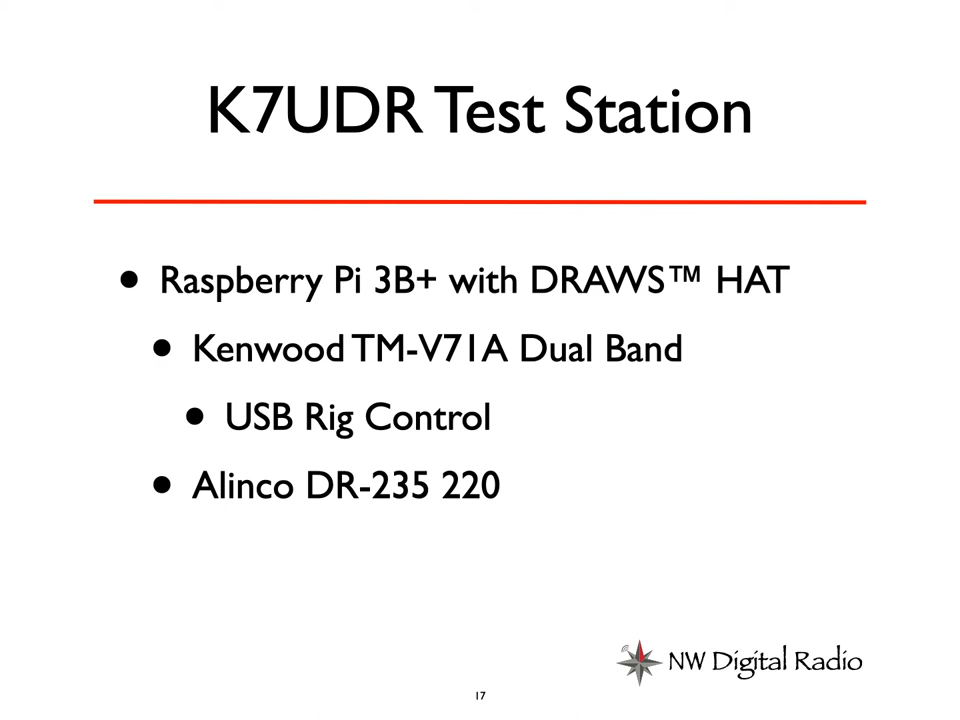 K7UDR Test Station
• Raspberry Pi 3B+ with DRAWS™ HAT
• Kenwood TM-V71A Dual Band
• USB Rig Control
• Alinco DR-235 220
NW Digital Radio
17